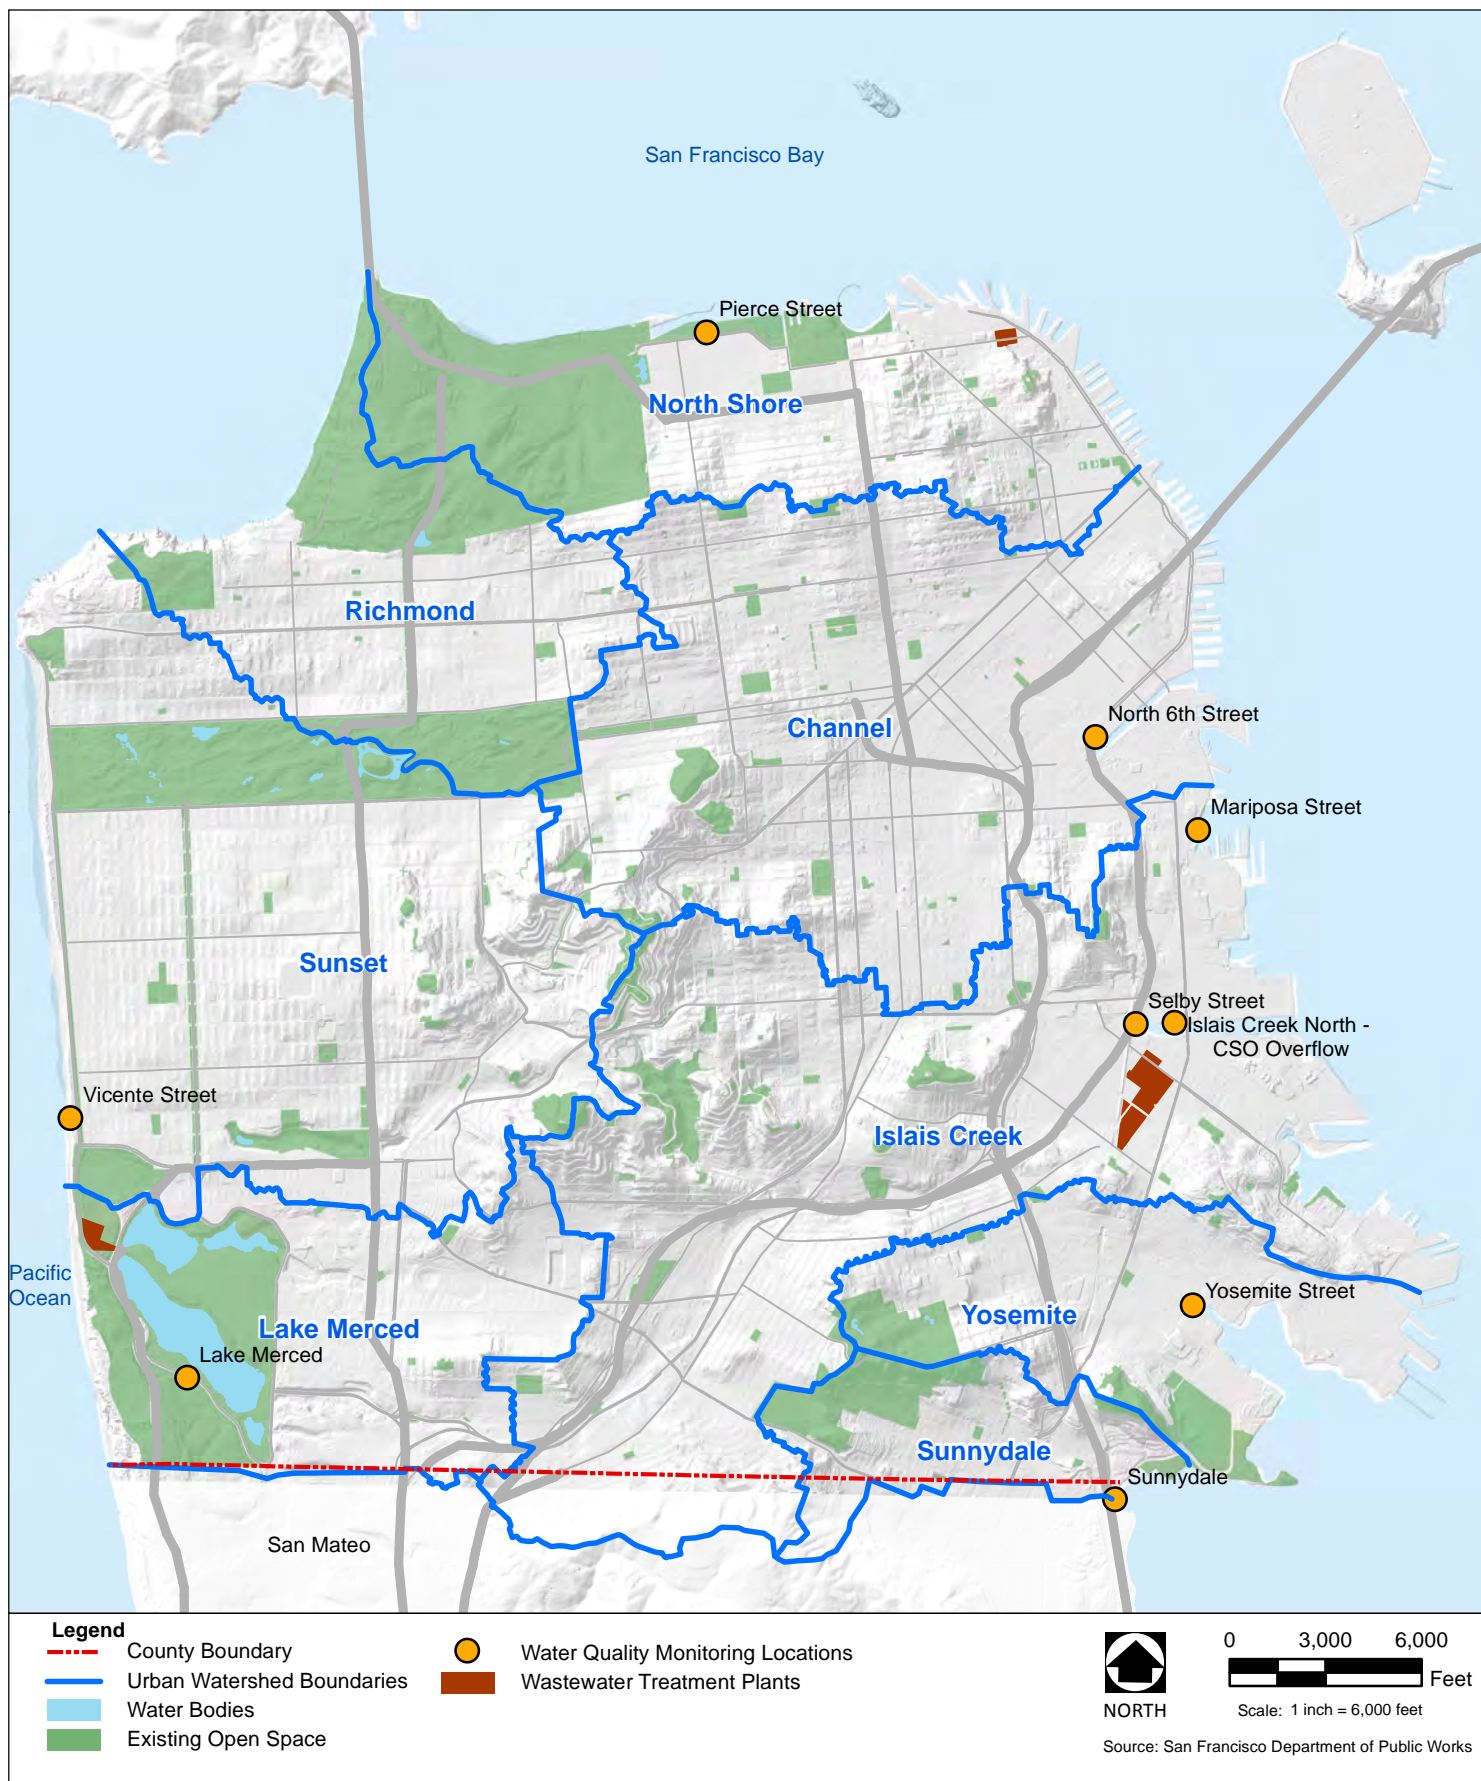 San Francisco Bay
Pierce Street
North Shore
Richmond
Channel
North 6th Street
Mariposa Street
Sunset
Selby Street
Islais Creek North -
CSO Overflow
Vicente Street
Islais Creek
Pacific
Ocean
Yosemite Street
Yosemite
Lake Merced
Lake Merced
Sunnydale
Sunnydale
San Mateo
Legend
County Boundary
Urban Watershed Boundaries
Water Bodies
Existing Open Space
Water Quality Monitoring Locations
Wastewater Treatment Plants
NORTH
0 3,000 6,000
Feet
Scale: 1 inch = 6,000 feet
Source: San Francisco Department of Public Works